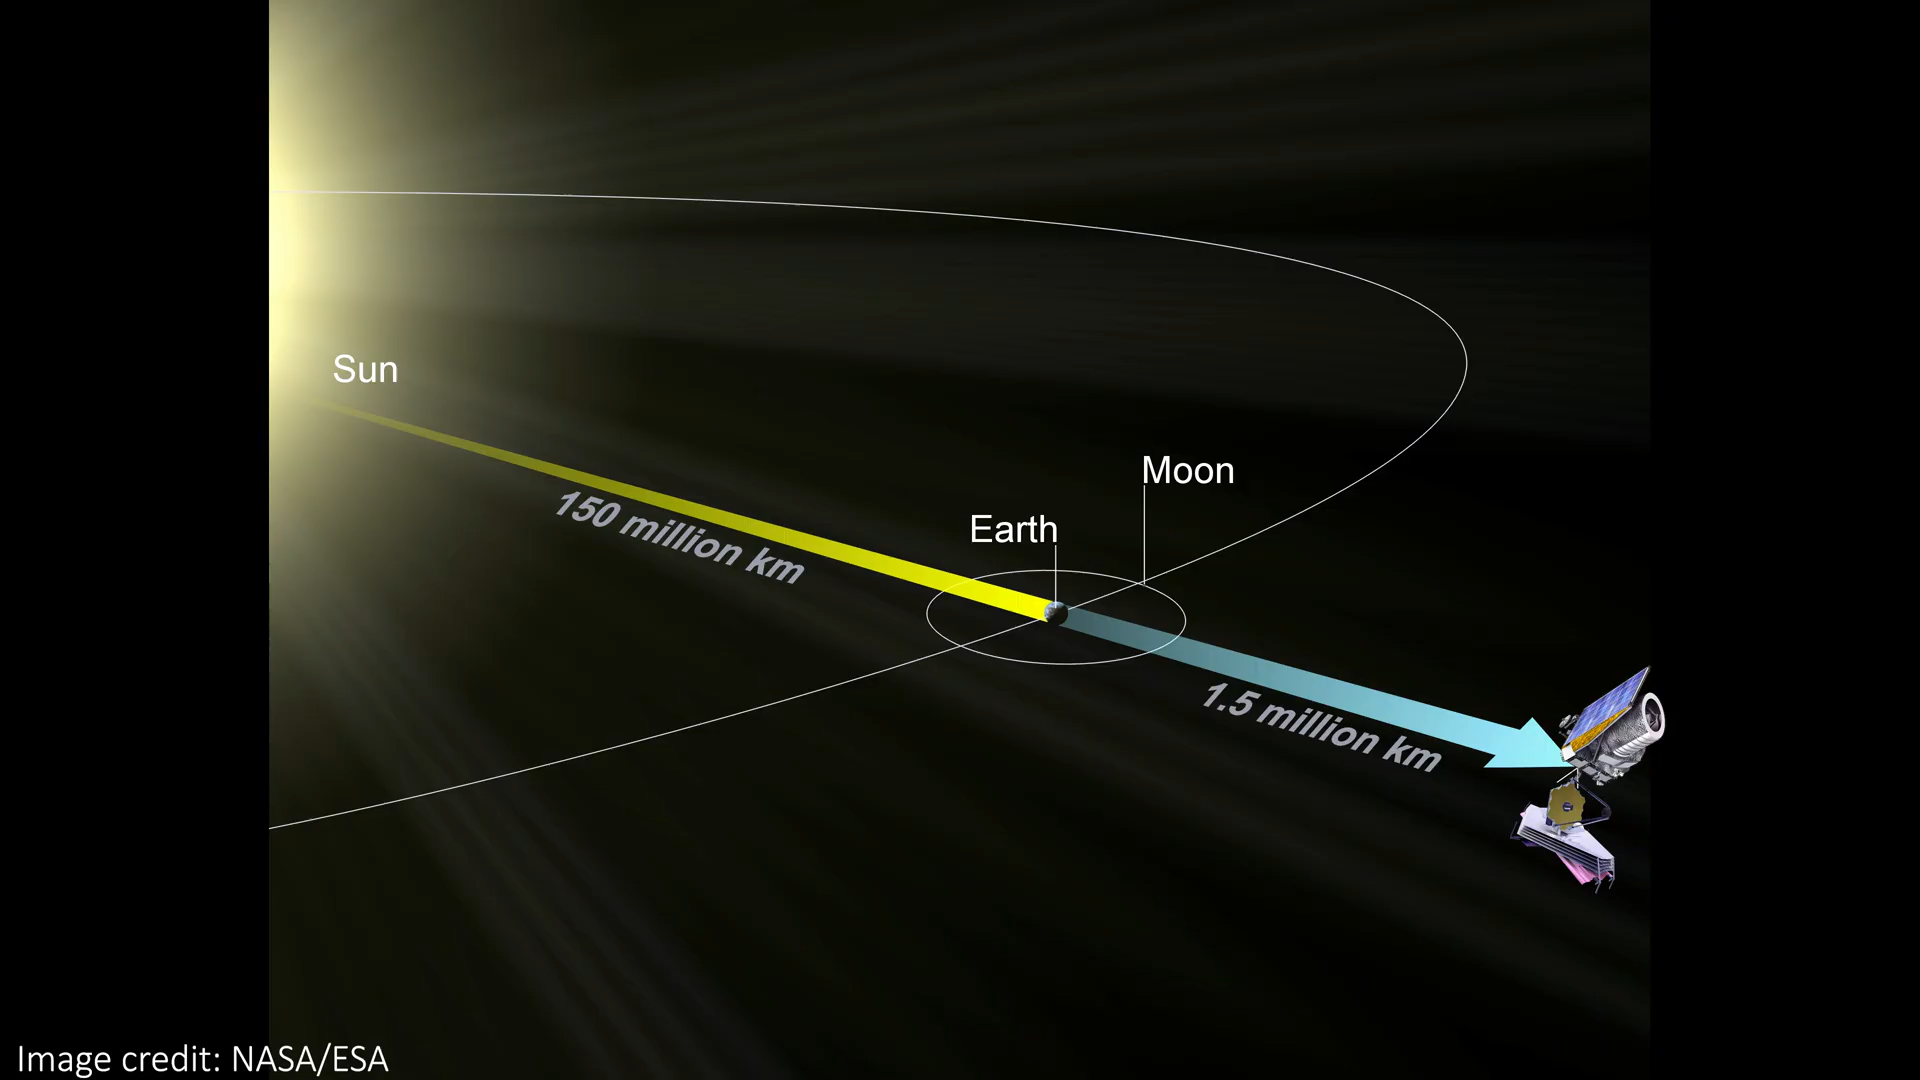 Sun
150 million km
Earth
Moon
1.5 million km
Image credit: NASA/ESA